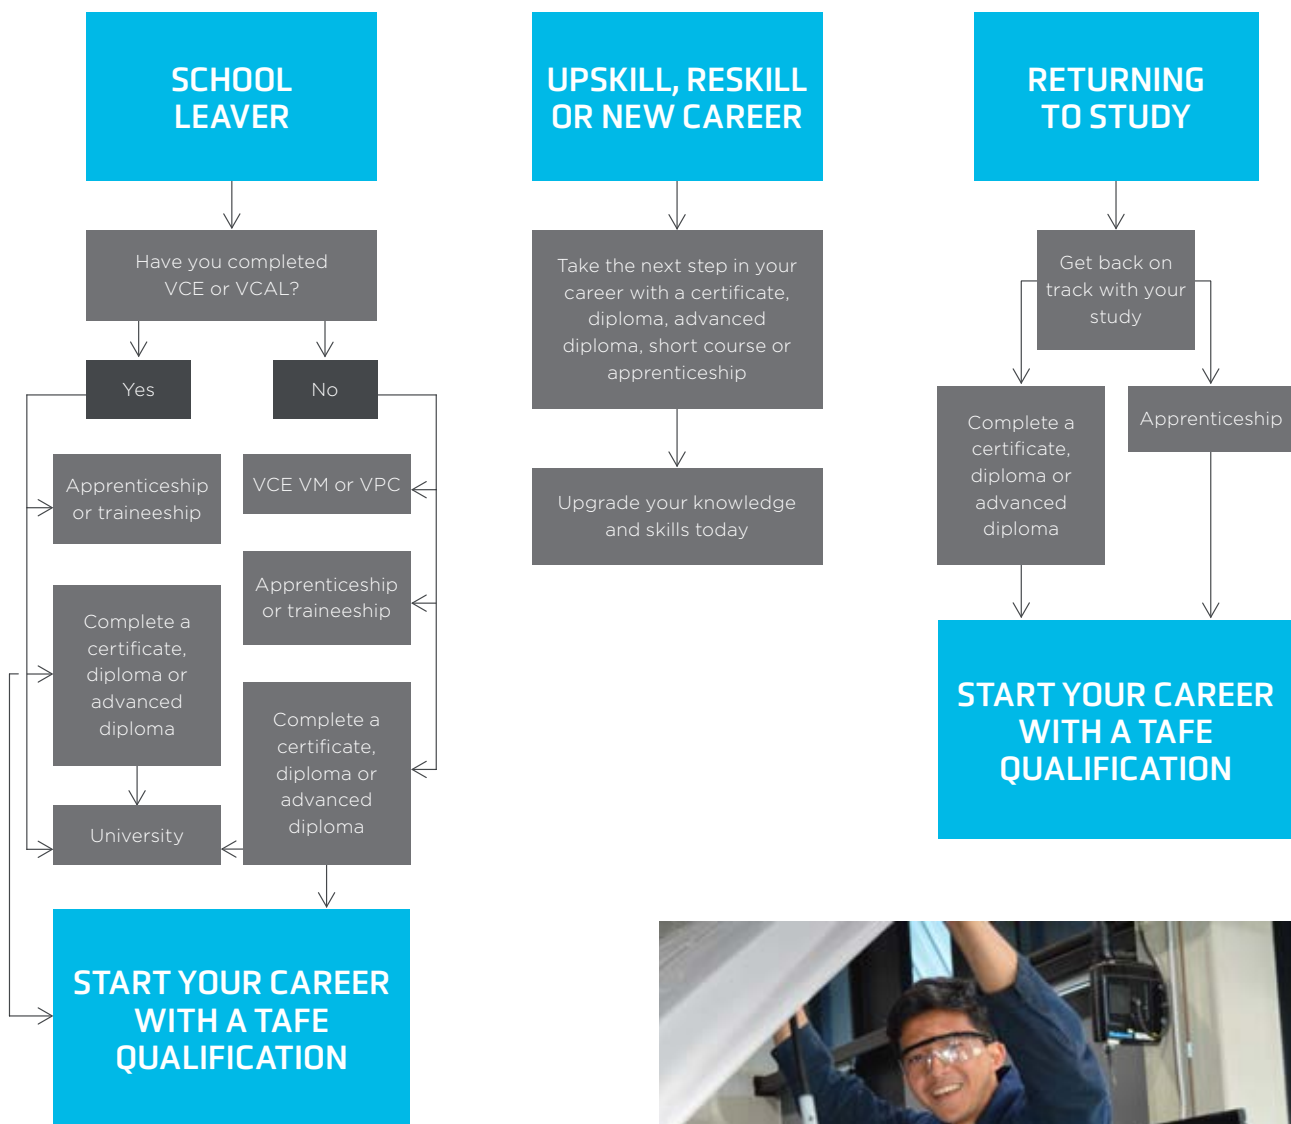 SCHOOL
LEAVER
Have you completed
VCE or VCAL?
Yes
No
Apprenticeship
or traineeship
Complete a
certificate,
diploma or
advanced
diploma
University
VCE VM or VPC
Apprenticeship
or traineeship
Complete a
certificate,
diploma or
advanced
diploma
START YOUR CAREER
WITH A TAFE
QUALIFICATION
UPSKILL, RESKILL
OR NEW CAREER
Take the next step in your
career with a certificate,
diploma, advanced
diploma, short course or
apprenticeship
Upgrade your knowledge
and skills today
RETURNING
TO STUDY
Get back on
track with your
study
Complete a
certificate,
diploma or
advanced
diploma
Apprenticeship
START YOUR CAREER
WITH A TAFE
QUALIFICATION